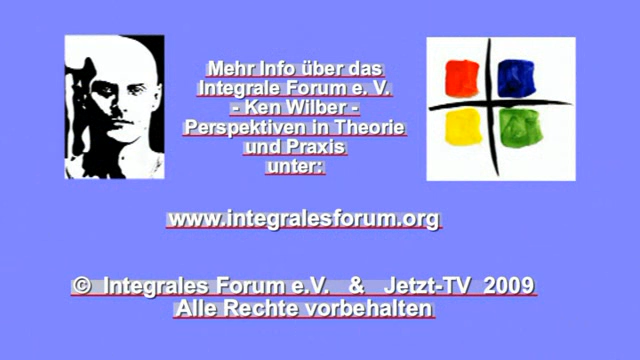 Mehr Info über das
Integrale Forum e. V.
- Ken Wilber -
Perspektiven in Theorie
und Praxis
unter:
www.integralesforum.org
© Integrales Forum e.V. & Jetzt-TV 2009
Alle Rechte vorbehalten